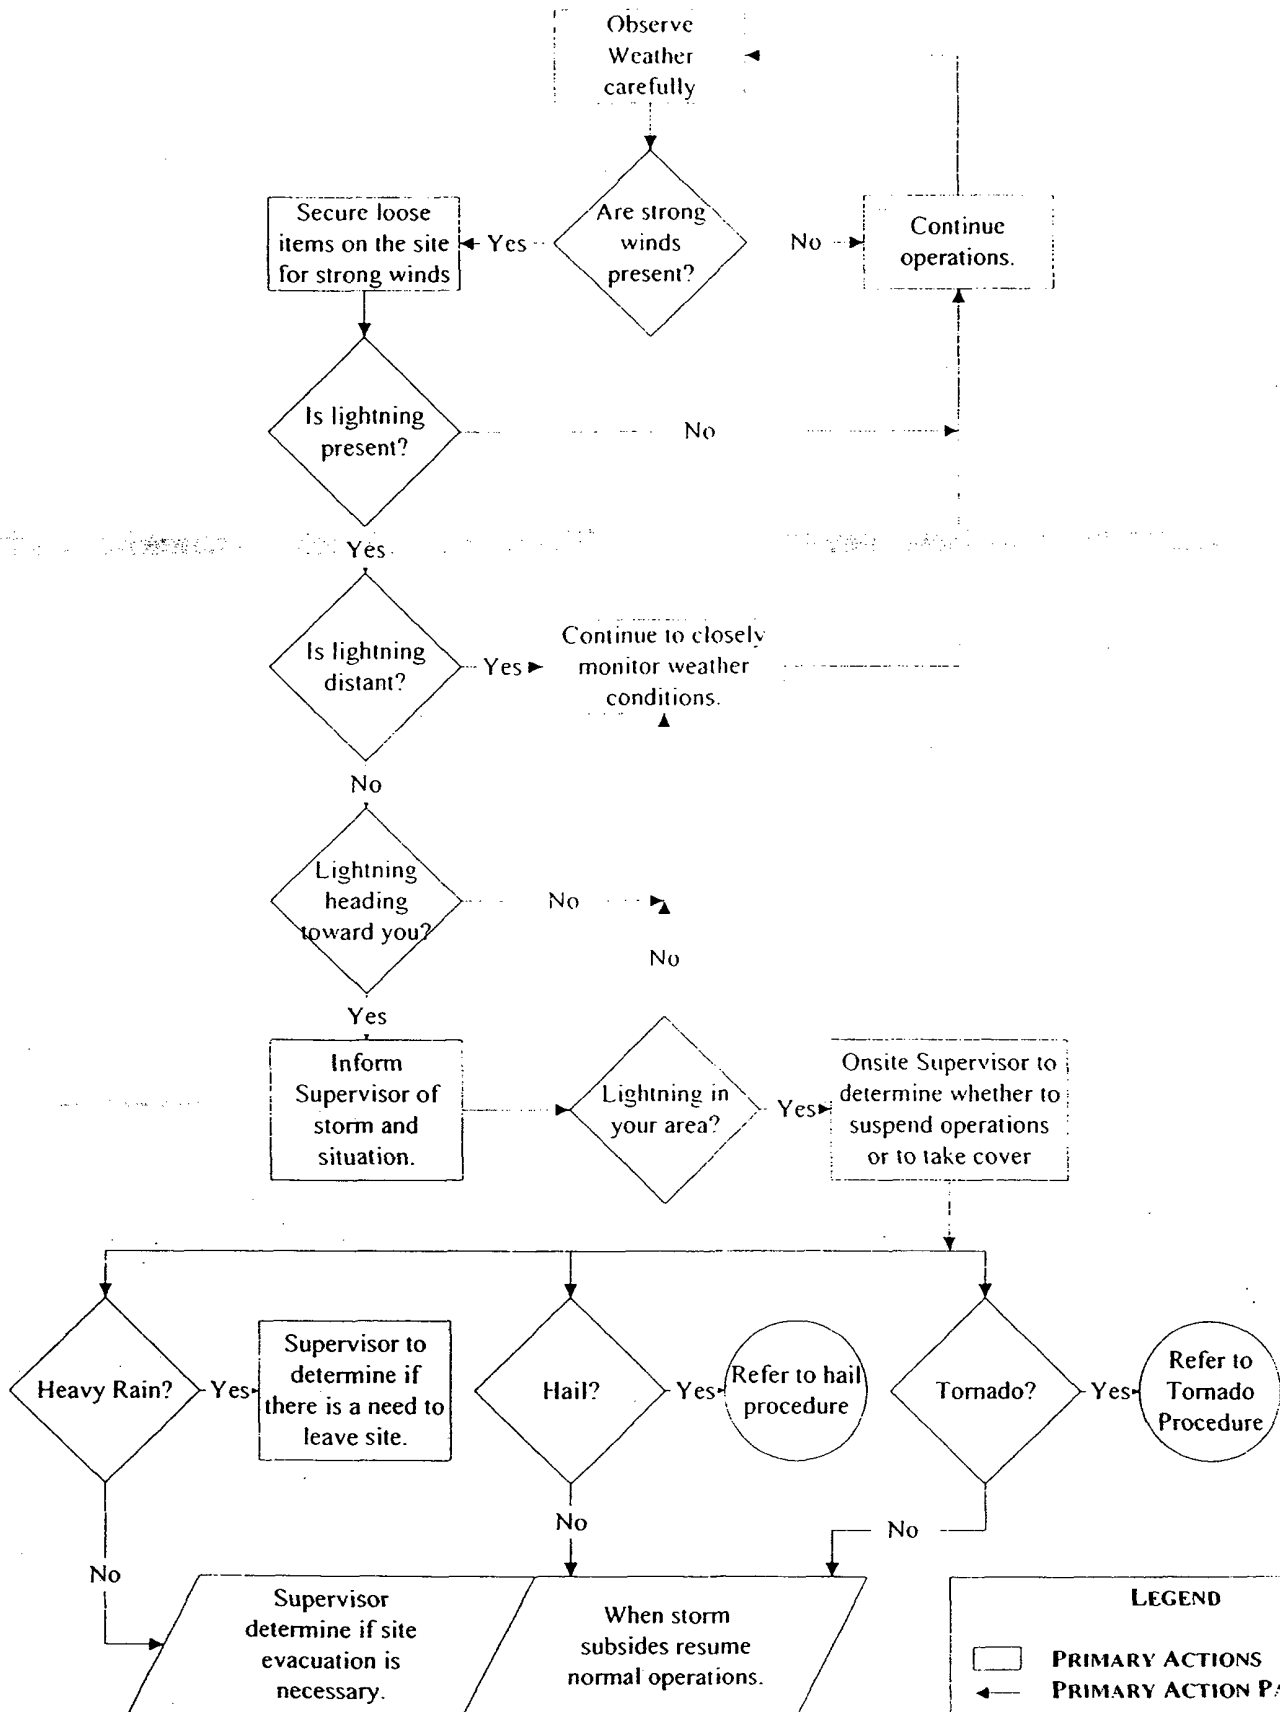 Observe
Weather
carefully
Secure loose
items on the site
for strong winds
Yes
Are strong
winds
present?
No
Continue
operations.
Is lightning
present?
No
Yes
Is lightning
distant?
Yes
Continue to closely
monitor weather
conditions.
No
Lightning
heading
toward you?
No
No
Yes
Inform
Supervisor of
storm and
situation.
Lightning in
your area?
Yes
Onsite Supervisor to
determine whether to
suspend operations
or to take cover
Heavy Rain?
Yes
Supervisor to
determine if
there is a need to
leave site.
Hail?
Yes
Refer to hail
procedure
Tornado?
Yes
Refer to
Tornado
Procedure
No
No
No
Supervisor
determine if site
evacuation is
necessary.
When storm
subsides resume
normal operations.
LEGEND
PRIMARY ACTIONS
PRIMARY ACTION